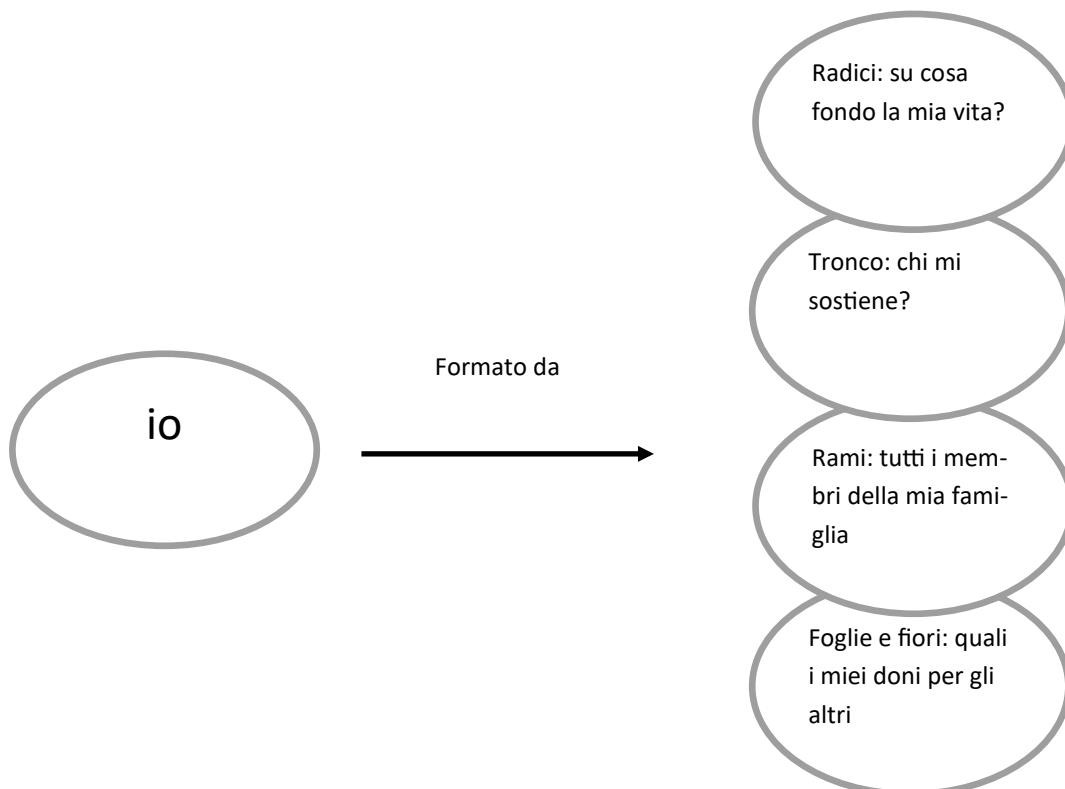 Radici: su cosa
fondo la mia vita?
Tronco: chi mi
sostiene?
Formato da
io
Rami: tutti i mem-
bri della mia fami-
glia
Foglie e fiori: quali
i miei doni per gli
altri